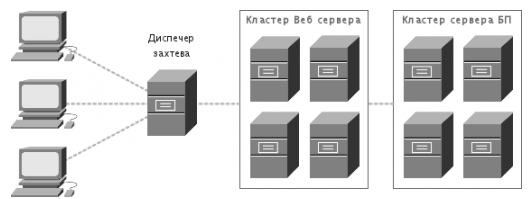 Диспечер
захтева
Кластер Веб сервера
Кластер сервера БП